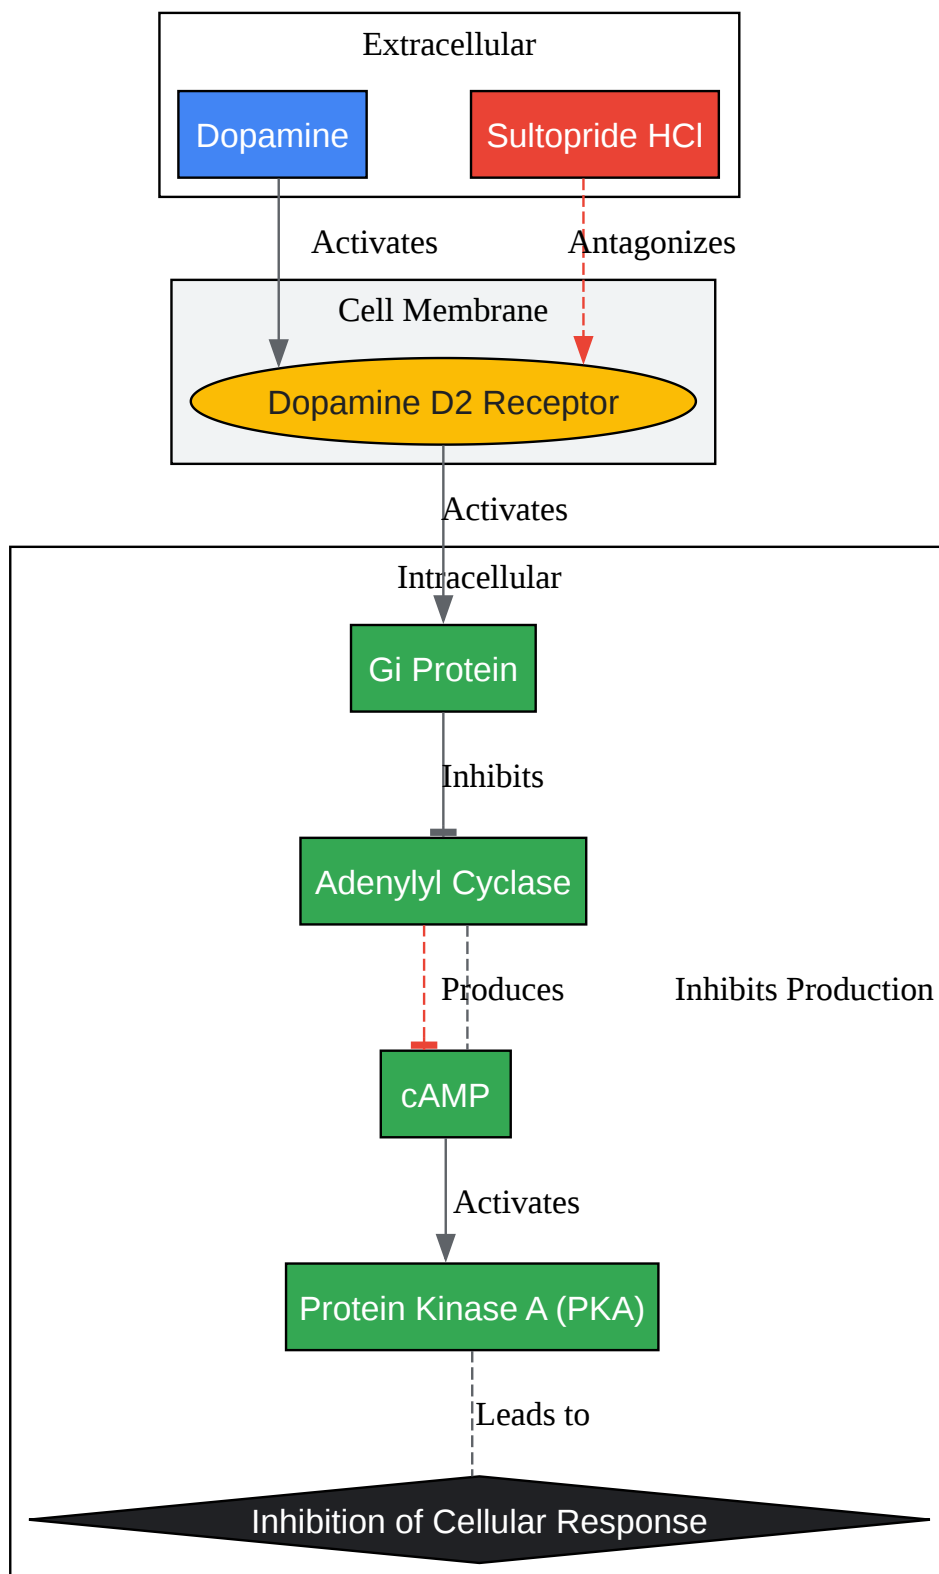 Extracellular
Dopamine
Sultopride HCl
Activates
Antagonizes
Cell Membrane
Dopamine D2 Receptor
Activates
Intracellular
Gi Protein
Inhibits
Adenylyl Cyclase
Produces
Inhibits Production
cAMP
Activates
Protein Kinase A (PKA)
Leads to
Inhibition of Cellular Response